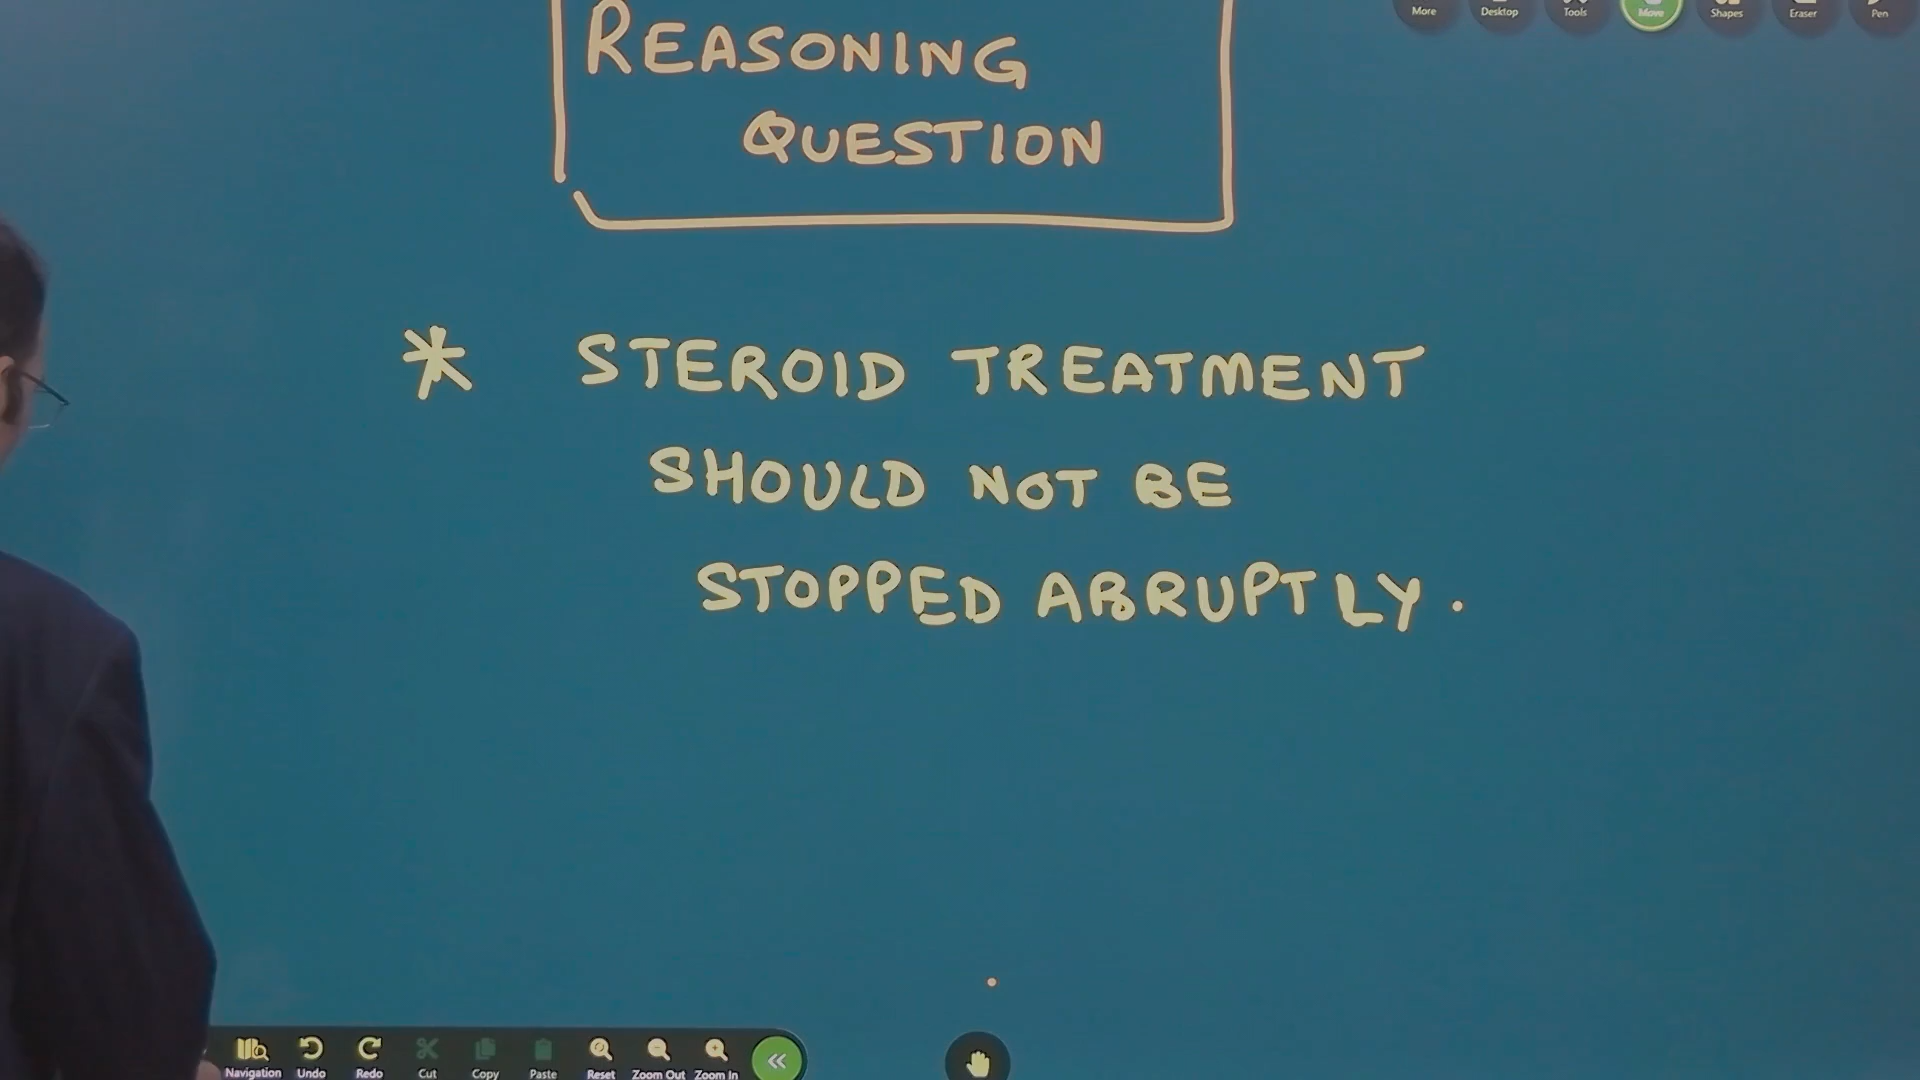 More Desktop Tools Move Shapes Eraser Pen
REASONING
QUESTION
* STEROID TREATMENT
SHOULD NOT BE
STOPPED ABRUPTLY.
Navigation Undo Redo Cut Copy Paste Reset Zoom Out Zoom In